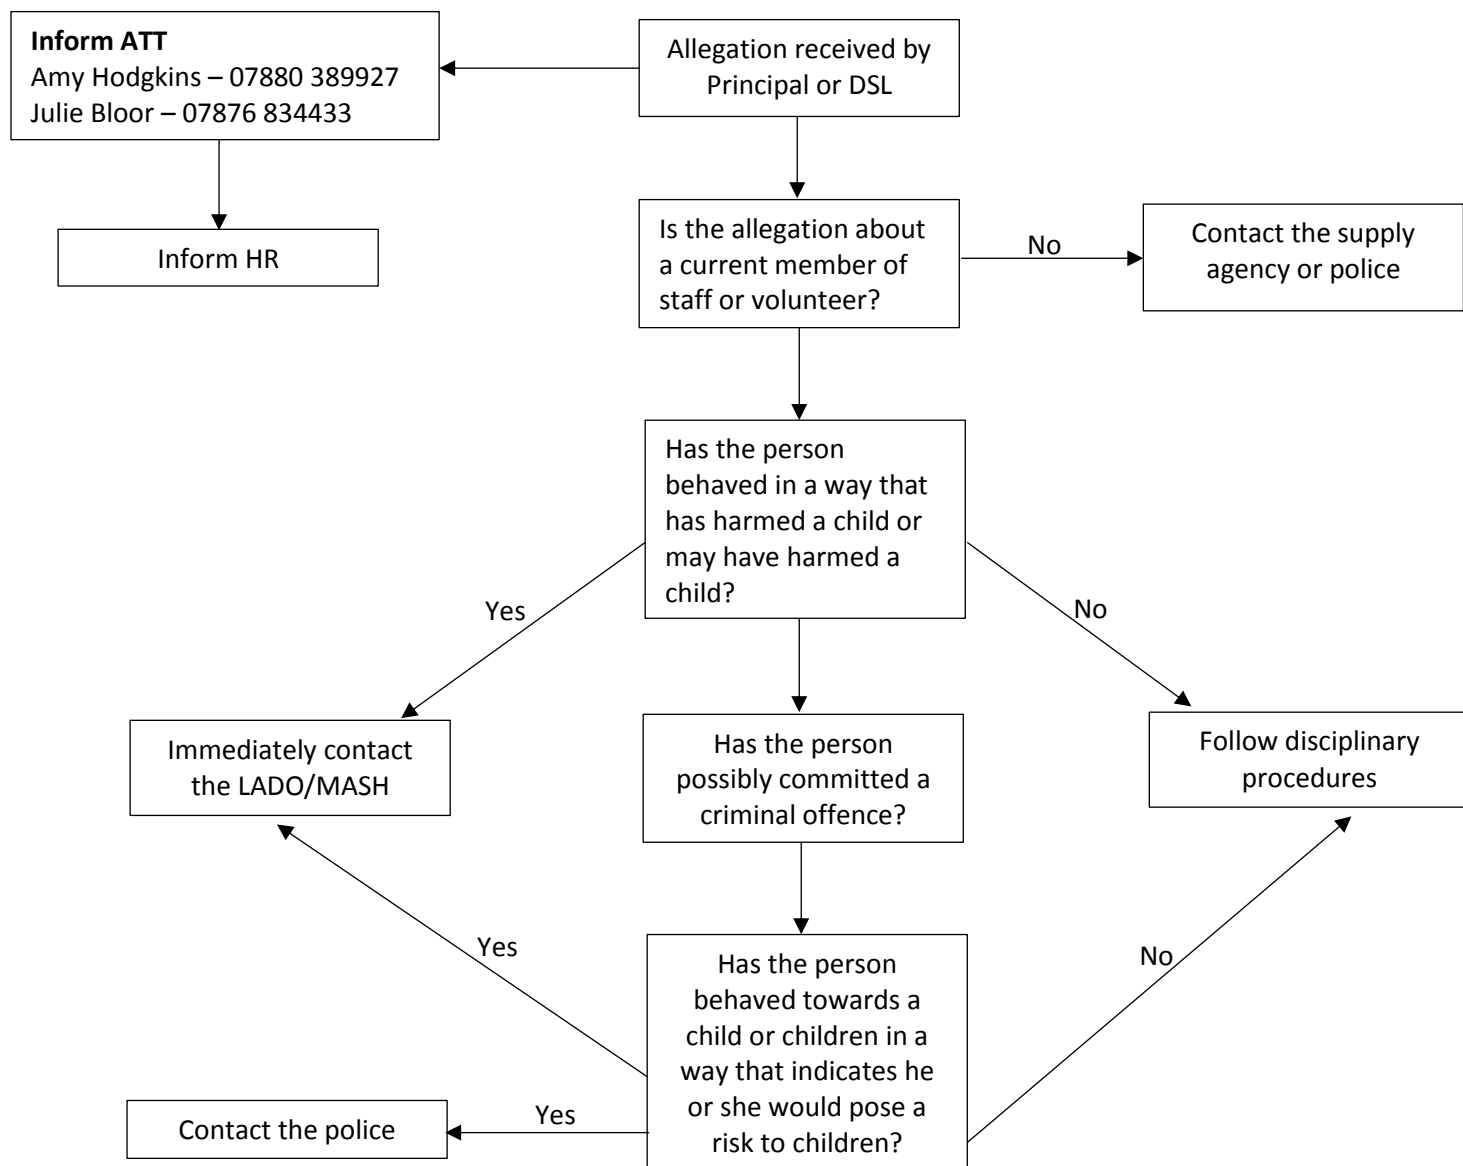 Inform ATT
Amy Hodgkins – 07880 389927
Julie Bloor – 07876 834433
Allegation received by
Principal or DSL
Inform HR
Is the allegation about
a current member of
staff or volunteer?
No
Contact the supply
agency or police
Has the person
behaved in a way that
has harmed a child or
may have harmed a
child?
Yes
No
Immediately contact
the LADO/MASH
Has the person
possibly committed a
criminal offence?
Follow disciplinary
procedures
Yes
No
Has the person
behaved towards a
child or children in a
way that indicates he
or she would pose a
risk to children?
Yes
Contact the police